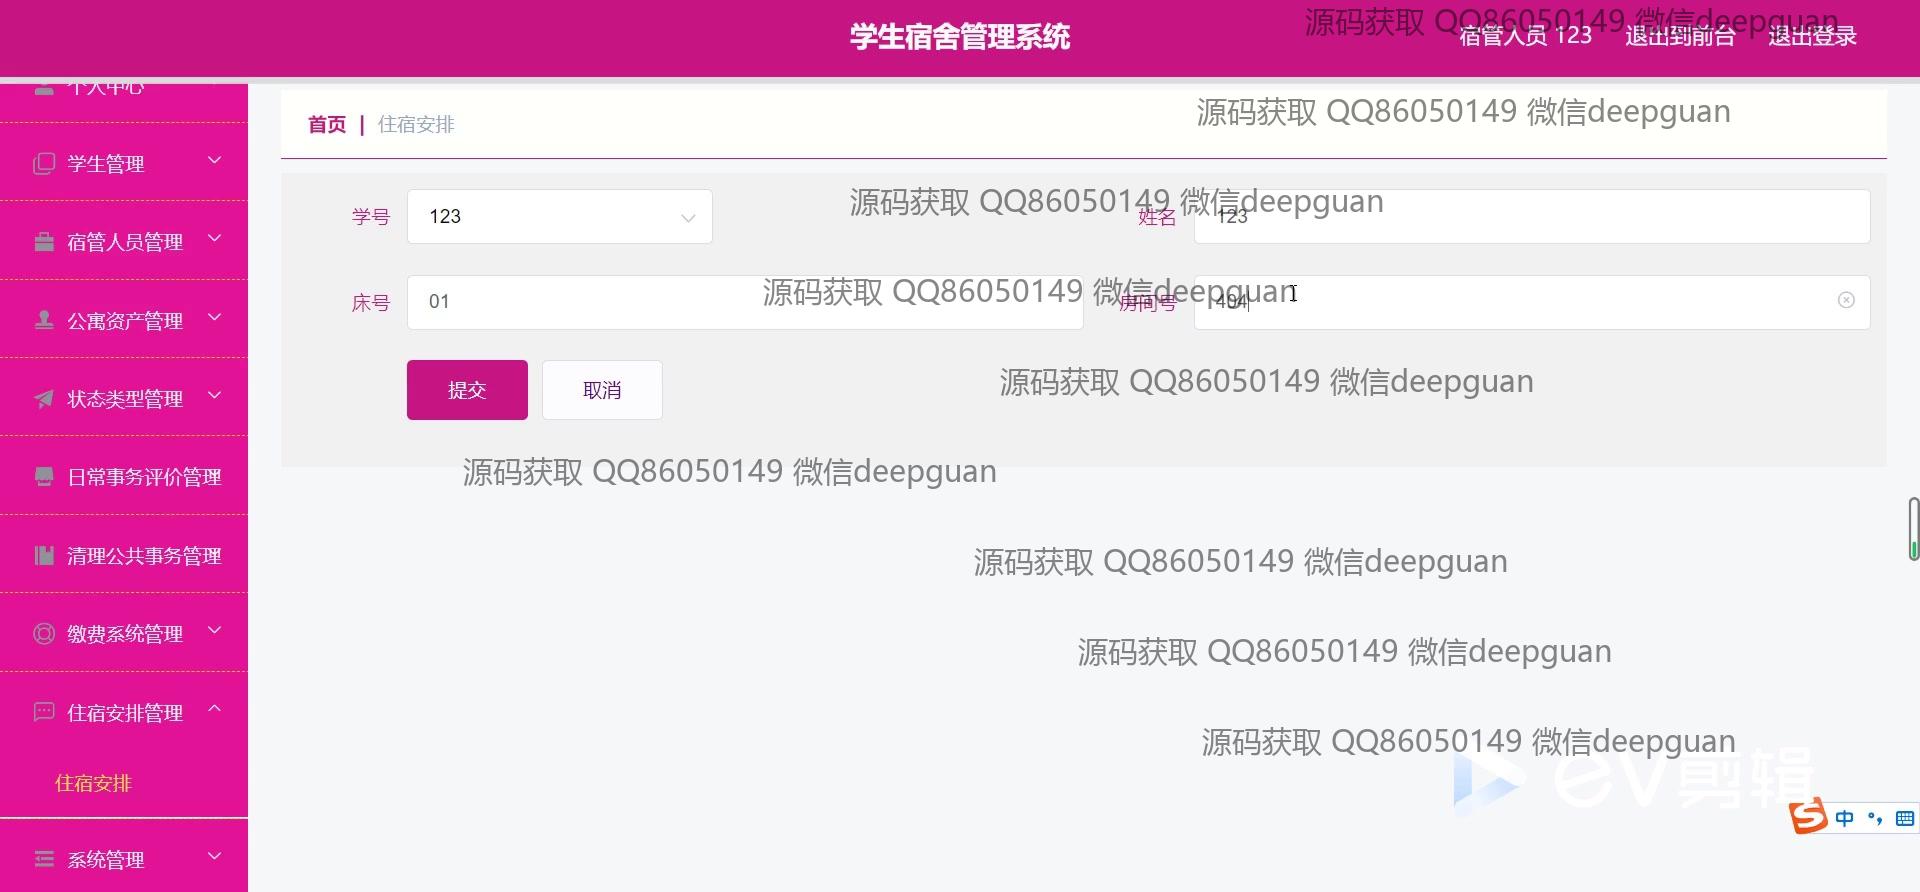 学生宿舍管理系统
源码获取 QQ86050149 微信deepguan
宿管人员 123 退出到前台 退出登录
个人中心
学生管理
宿管人员管理
公寓资产管理
状态类型管理
日常事务评价管理
清理公共事务管理
缴费系统管理
住宿安排管理
住宿安排
系统管理
首页 | 住宿安排
源码获取 QQ86050149 微信deepguan
学号 123
源码获取 QQ86050149 微信deepguan
姓名 123
床号 01
源码获取 QQ86050149 微信deepguan
房间号 404
提交 取消
源码获取 QQ86050149 微信deepguan
源码获取 QQ86050149 微信deepguan
源码获取 QQ86050149 微信deepguan
源码获取 QQ86050149 微信deepguan
源码获取 QQ86050149 微信deepguan
ev剪辑
S 中